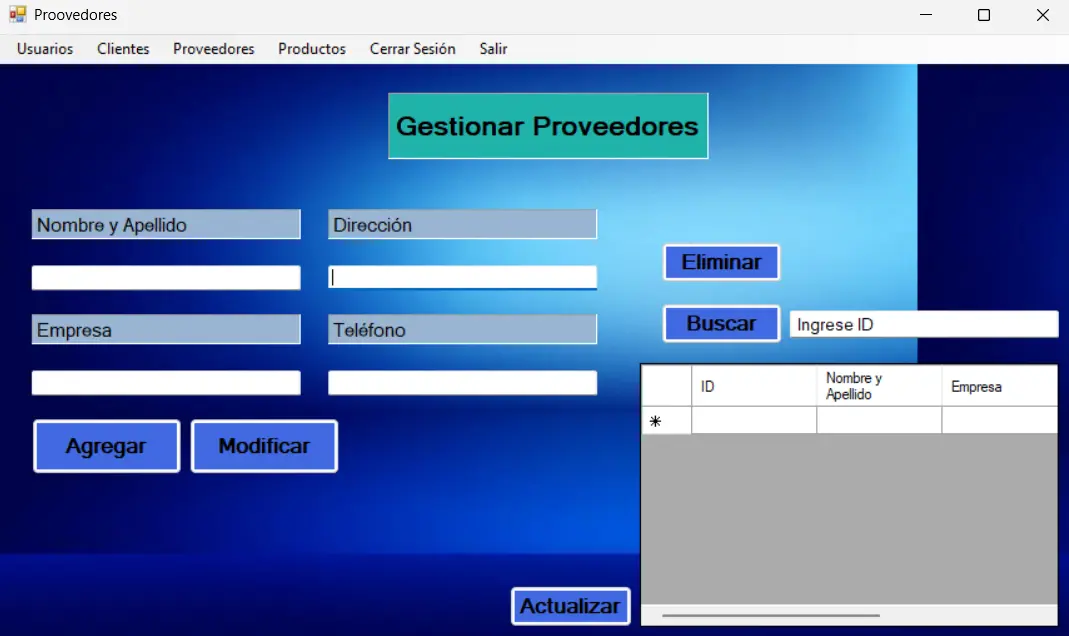 Proovedores
Usuarios Clientes Proveedores Productos Cerrar Sesión Salir
Gestionar Proveedores
Nombre y Apellido
Dirección
Empresa
Teléfono
Agregar
Modificar
Eliminar
Buscar
Ingrese ID
ID
Nombre y
Apellido
Empresa
Actualizar